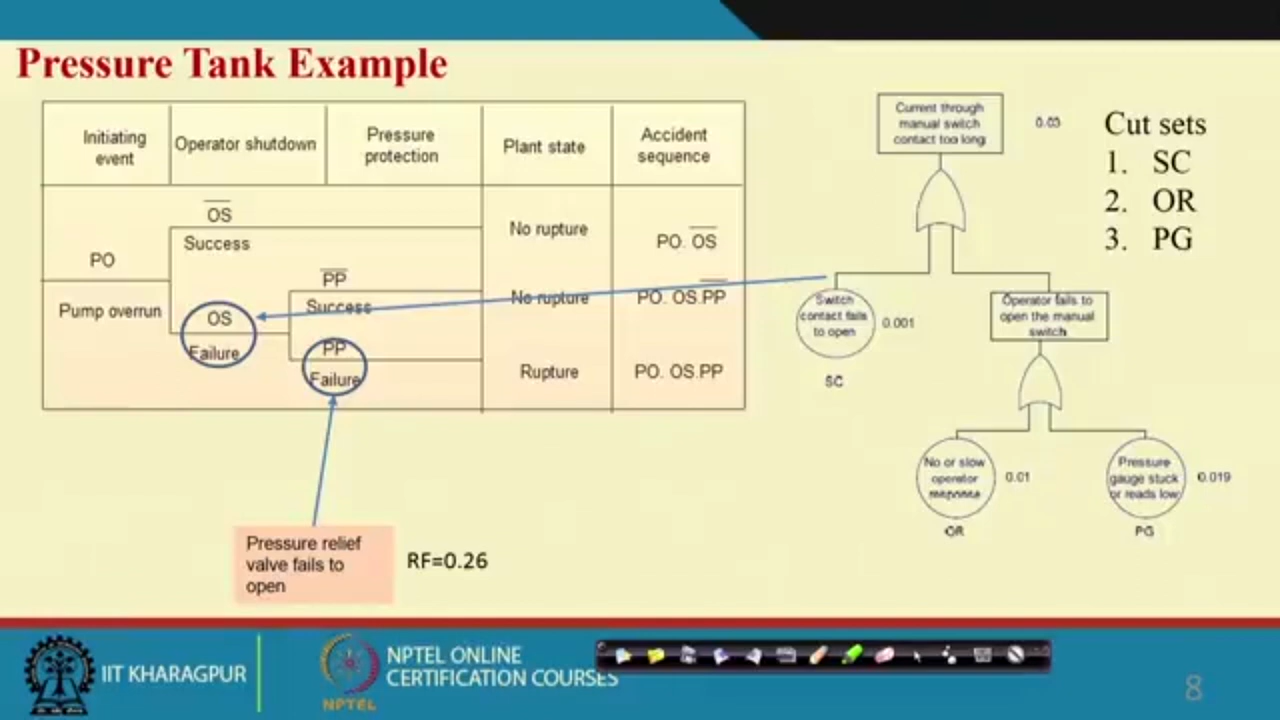 Pressure Tank Example
Initiating
event
Operator shutdown
Pressure
protection
Plant state
Accident
sequence
OS
Success
PO
Pump overrun
PP
Success
OS
Failure
PP
Failure
No rupture
No rupture
Rupture
PO. OS
PO. OS.PP
PO. OS.PP
Pressure relief
valve fails to
open
RF=0.26
Current through
manual switch
contact too long
0.03
Switch
contact fails
to open
0.001
SC
Operator fails to
open the manual
switch
No or slow
operator
response
0.01
OR
Pressure
gauge stuck
or reads low
0.019
PG
Cut sets
1. SC
2. OR
3. PG
IIT KHARAGPUR
NPTEL
NPTEL ONLINE
CERTIFICATION COURSES
8